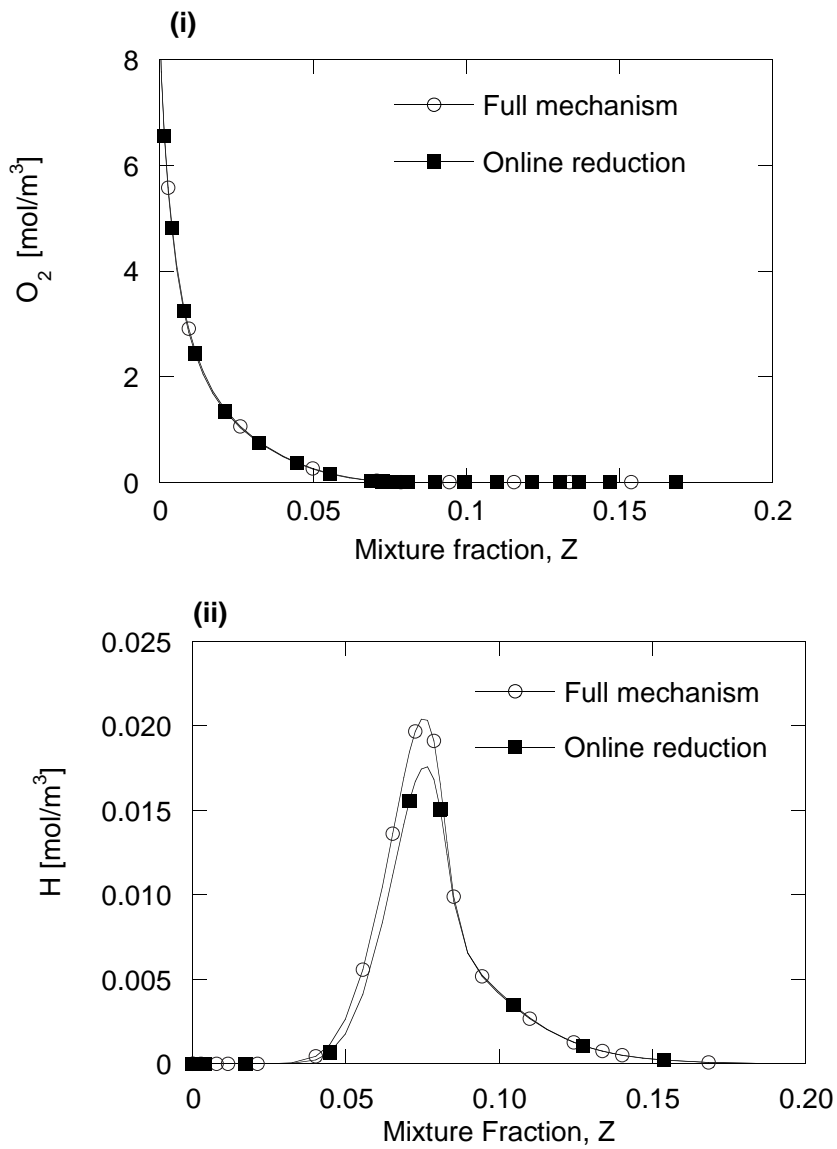 (i)
8
6
4
2
0
O2 [mol/m3]
Full mechanism
Online reduction
0 0.05 0.1 0.15 0.2
Mixture fraction, Z
(ii)
0.025
0.020
0.015
0.010
0.005
0
H [mol/m3]
Full mechanism
Online reduction
0 0.05 0.10 0.15 0.20
Mixture Fraction, Z